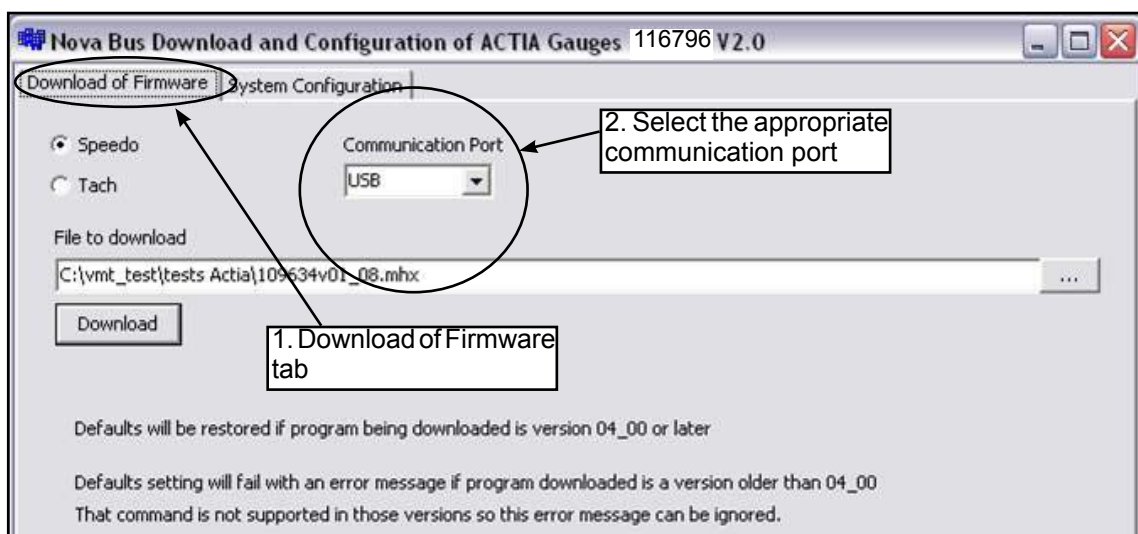 Nova Bus Download and Configuration of ACTIA Gauges 116796 V2.0
Download of Firmware System Configuration
Speedo
Communication Port
2. Select the appropriate
communication port
Tach
USB
File to download
C:\vmt_test\tests Actia\109634v01_08.mhx
...
Download
1. Download of Firmware
tab
Defaults will be restored if program being downloaded is version 04_00 or later
Defaults setting will fail with an error message if program downloaded is a version older than 04_00
That command is not supported in those versions so this error message can be ignored.